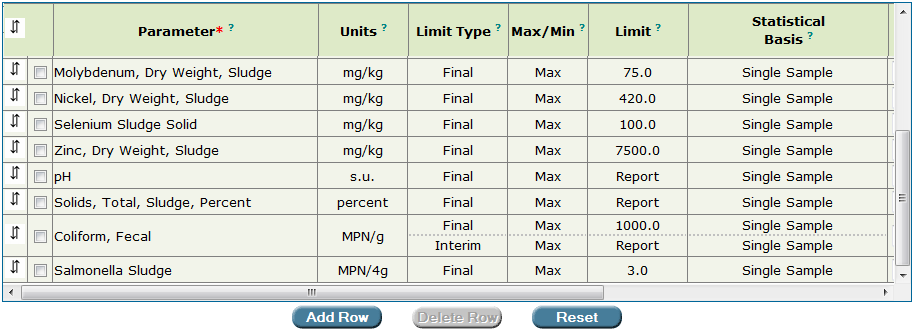 Parameter* ? Units ? Limit Type ? Max/Min ? Limit ? Statistical Basis ?
Molybdenum, Dry Weight, Sludge mg/kg Final Max 75.0 Single Sample
Nickel, Dry Weight, Sludge mg/kg Final Max 420.0 Single Sample
Selenium Sludge Solid mg/kg Final Max 100.0 Single Sample
Zinc, Dry Weight, Sludge mg/kg Final Max 7500.0 Single Sample
pH s.u. Final Max Report Single Sample
Solids, Total, Sludge, Percent percent Final Max Report Single Sample
Coliform, Fecal MPN/g Final Max 1000.0 Single Sample
Interim Max Report Single Sample
Salmonella Sludge MPN/4g Final Max 3.0 Single Sample
Add Row Delete Row Reset